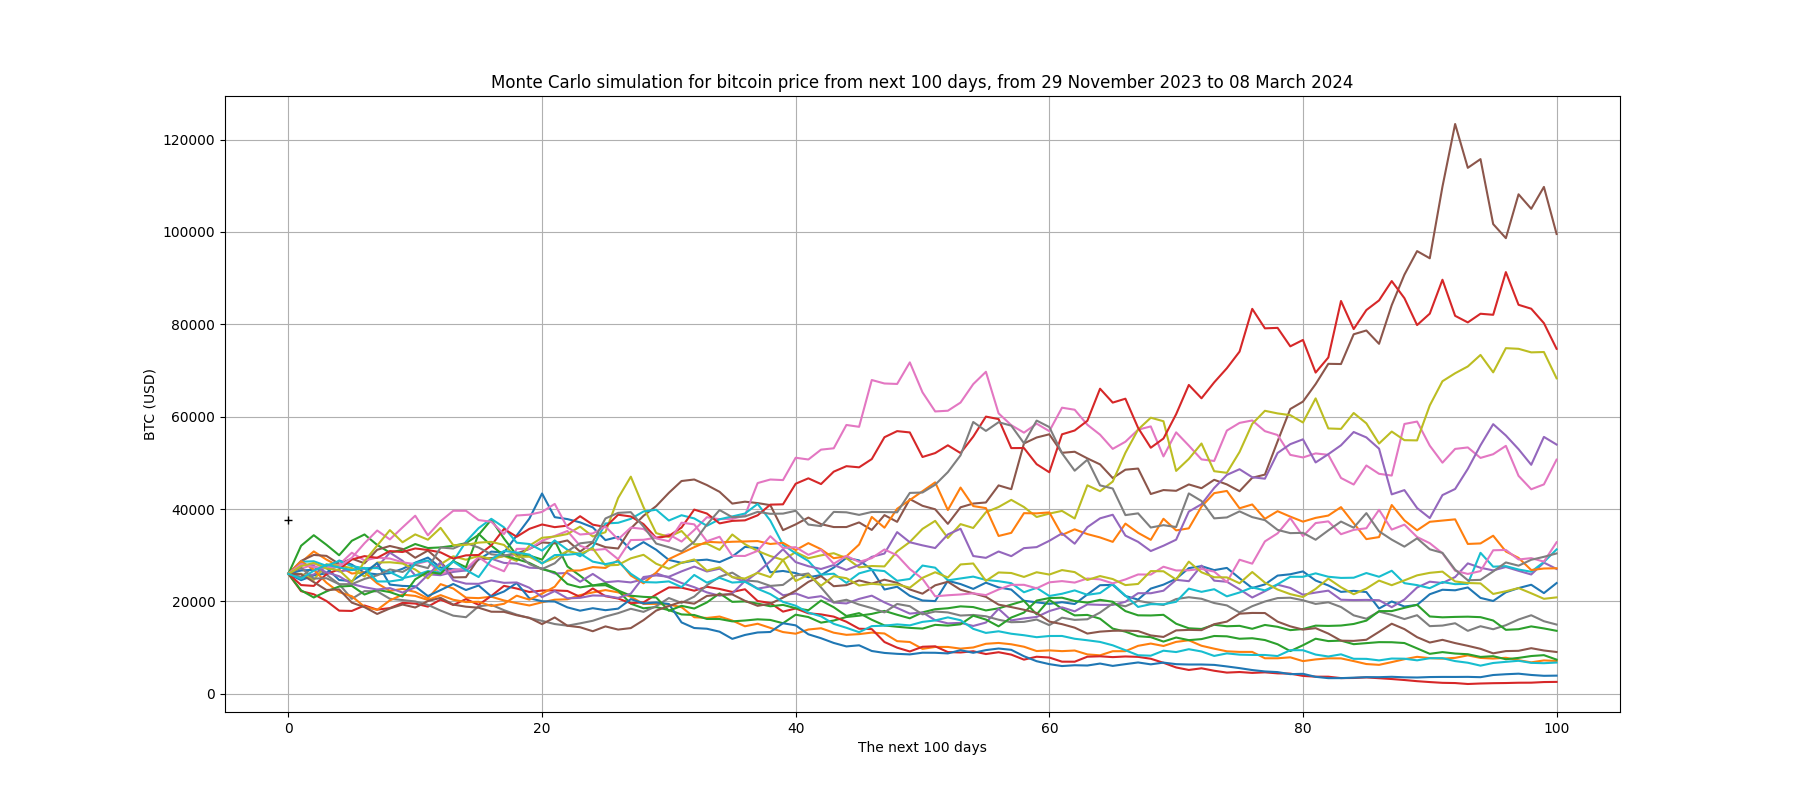 Monte Carlo simulation for bitcoin price from next 100 days, from 29 November 2023 to 08 March 2024
120000
100000
80000
60000
40000
20000
0
BTC (USD)
0 20 40 60 80 100
The next 100 days